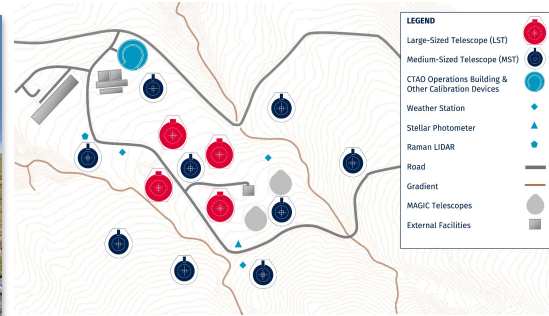 LEGEND
Large-Sized Telescope (LST)
Medium-Sized Telescope (MST)
CTAO Operations Building &
Other Calibration Devices
Weather Station
Stellar Photometer
Raman LIDAR
Road
Gradient
MAGIC Telescopes
External Facilities